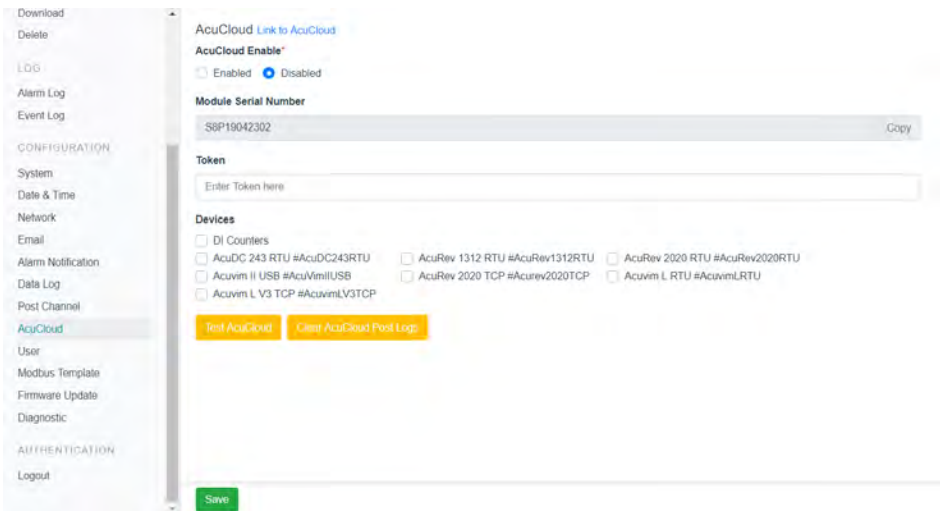 Download
Delete
LOG
Alarm Log
Event Log
CONFIGURATION
System
Date & Time
Network
Email
Alarm Notification
Data Log
Post Channel
AcuCloud
User
Modbus Template
Firmware Update
Diagnostic
AUTHENTICATION
Logout
AcuCloud Link to AcuCloud
AcuCloud Enable*
Enabled Disabled
Module Serial Number
S8P19042302 Copy
Token
Enter Token here
Devices
DI Counters
AcuDC 243 RTU #AcuDC243RTU AcuRev 1312 RTU #AcuRev1312RTU AcuRev 2020 RTU #AcuRev2020RTU
Acuvim II USB #AcuVimIIUSB AcuRev 2020 TCP #Acurev2020TCP Acuvim L RTU #AcuvimLRTU
Acuvim L V3 TCP #AcuvimLV3TCP
Test AcuCloud Clear AcuCloud Post Logs
Save